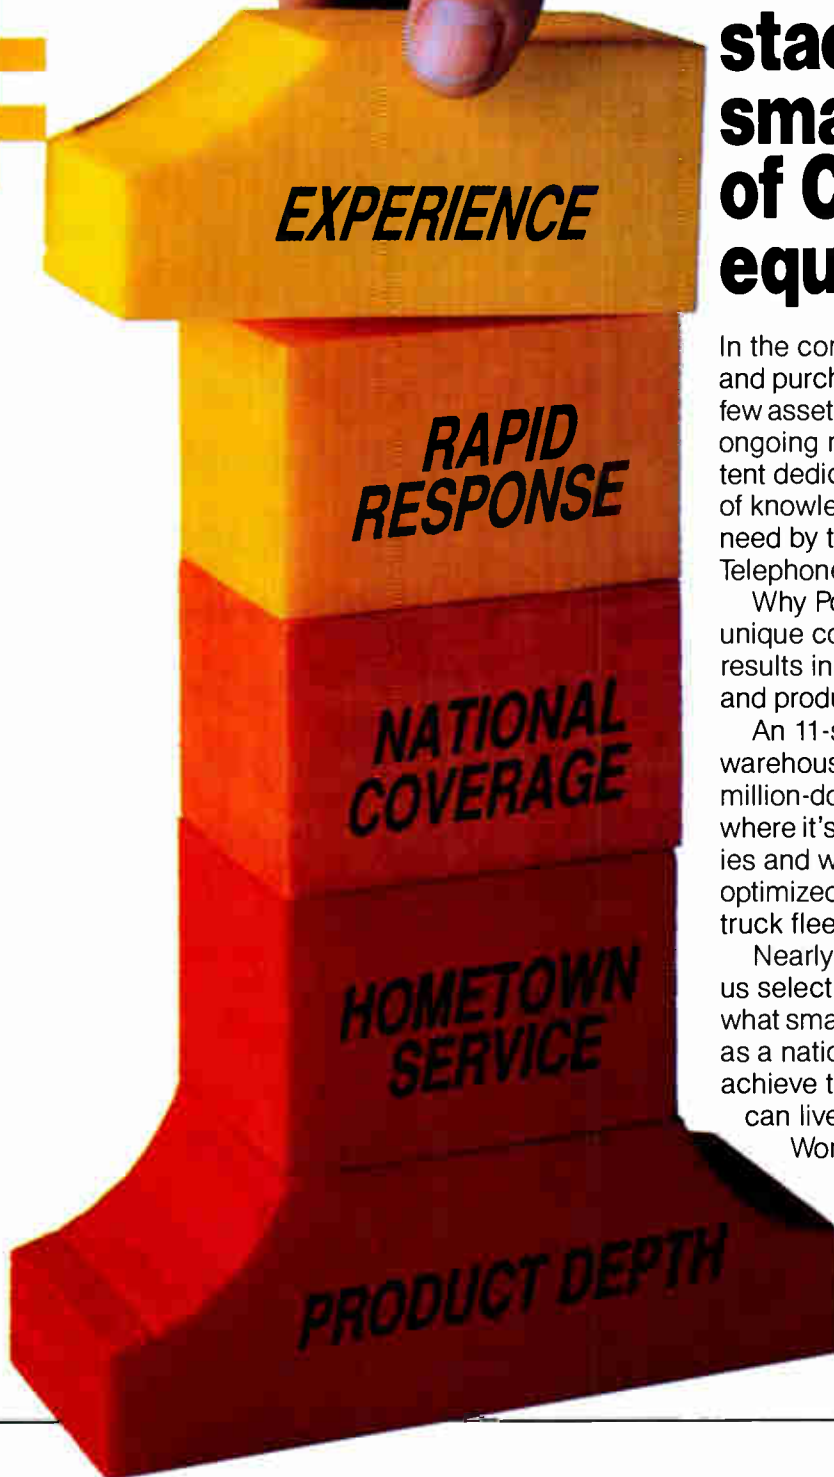 EXPERIENCE
RAPID
RESPONSE
NATIONAL
COVERAGE
HOMETOWN
SERVICE
PRODUCT DEPTH
of C
equ
In the cor
and purch
few asset
ongoing r
tent dedic
of knowle
need by t
Telephone
Why Po
unique co
results in
and produ
An 11-s
warehous
million-do
where it's
ies and w
optimized
truck flee
Nearly
us select
what sma
as a natio
achieve t
can live
Wor